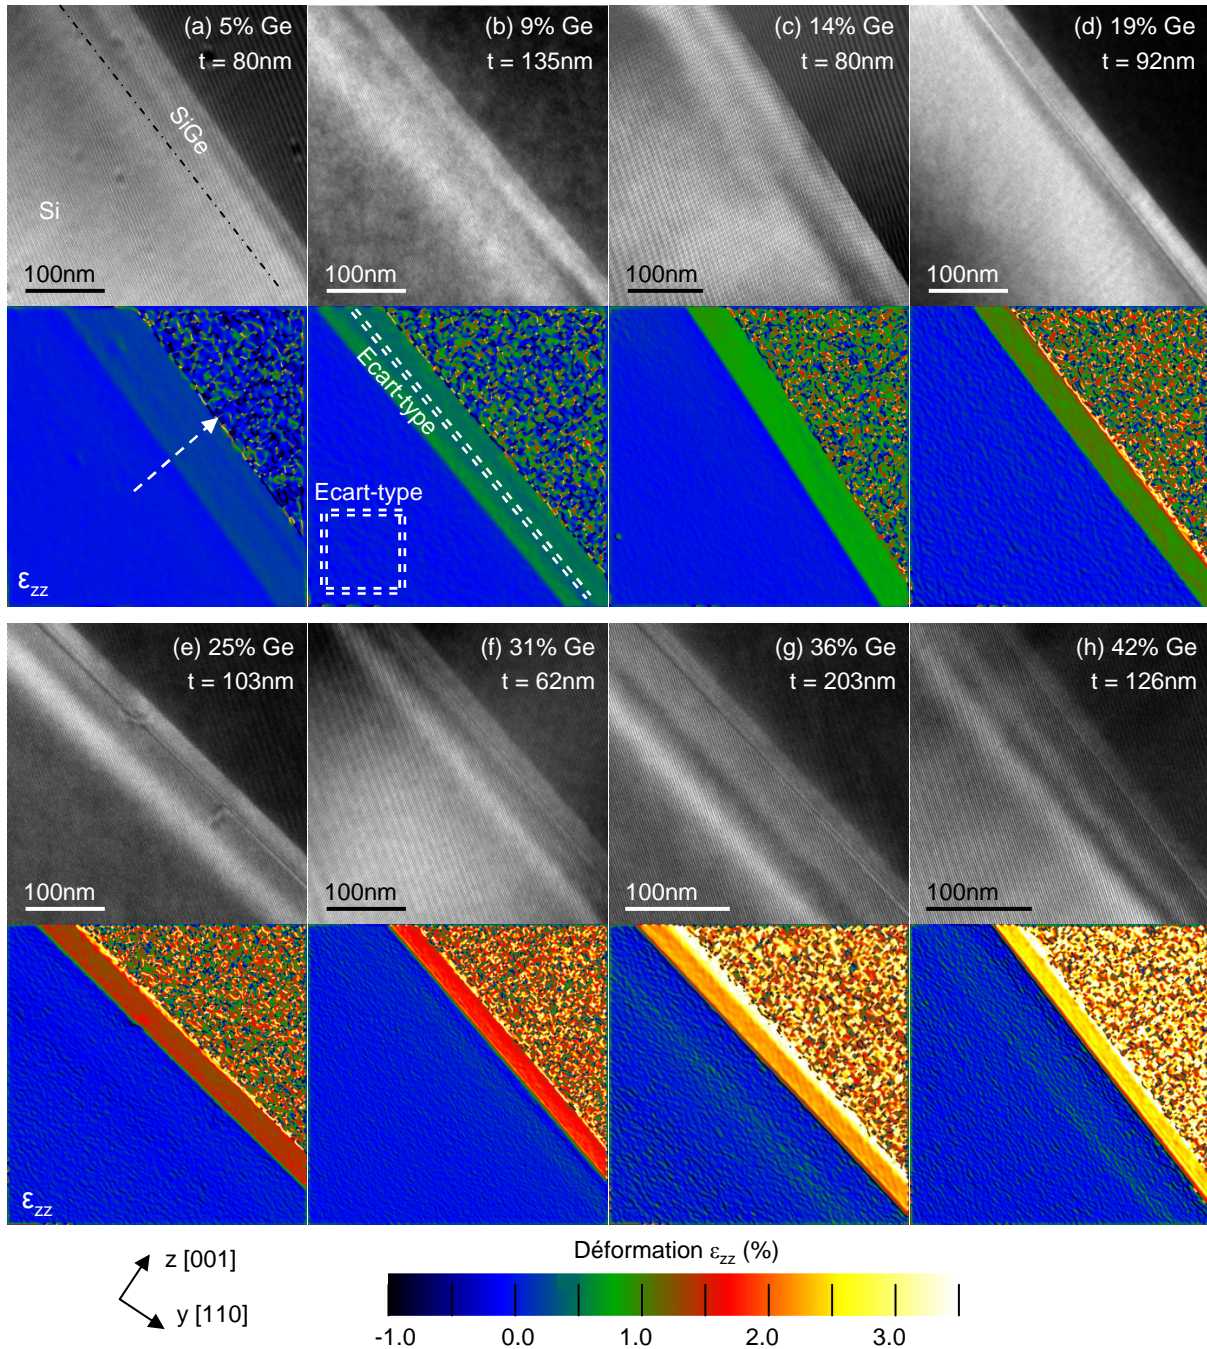 (a) 5% Ge
t = 80nm
SiGe
Si
100nm
(b) 9% Ge
t = 135nm
100nm
(c) 14% Ge
t = 80nm
100nm
(d) 19% Ge
t = 92nm
100nm
εzz
Ecart-type
Ecart-type
(e) 25% Ge
t = 103nm
100nm
(f) 31% Ge
t = 62nm
100nm
(g) 36% Ge
t = 203nm
100nm
(h) 42% Ge
t = 126nm
100nm
εzz
z [001]
y [110]
Déformation εzz (%)
-1.0 0.0 1.0 2.0 3.0